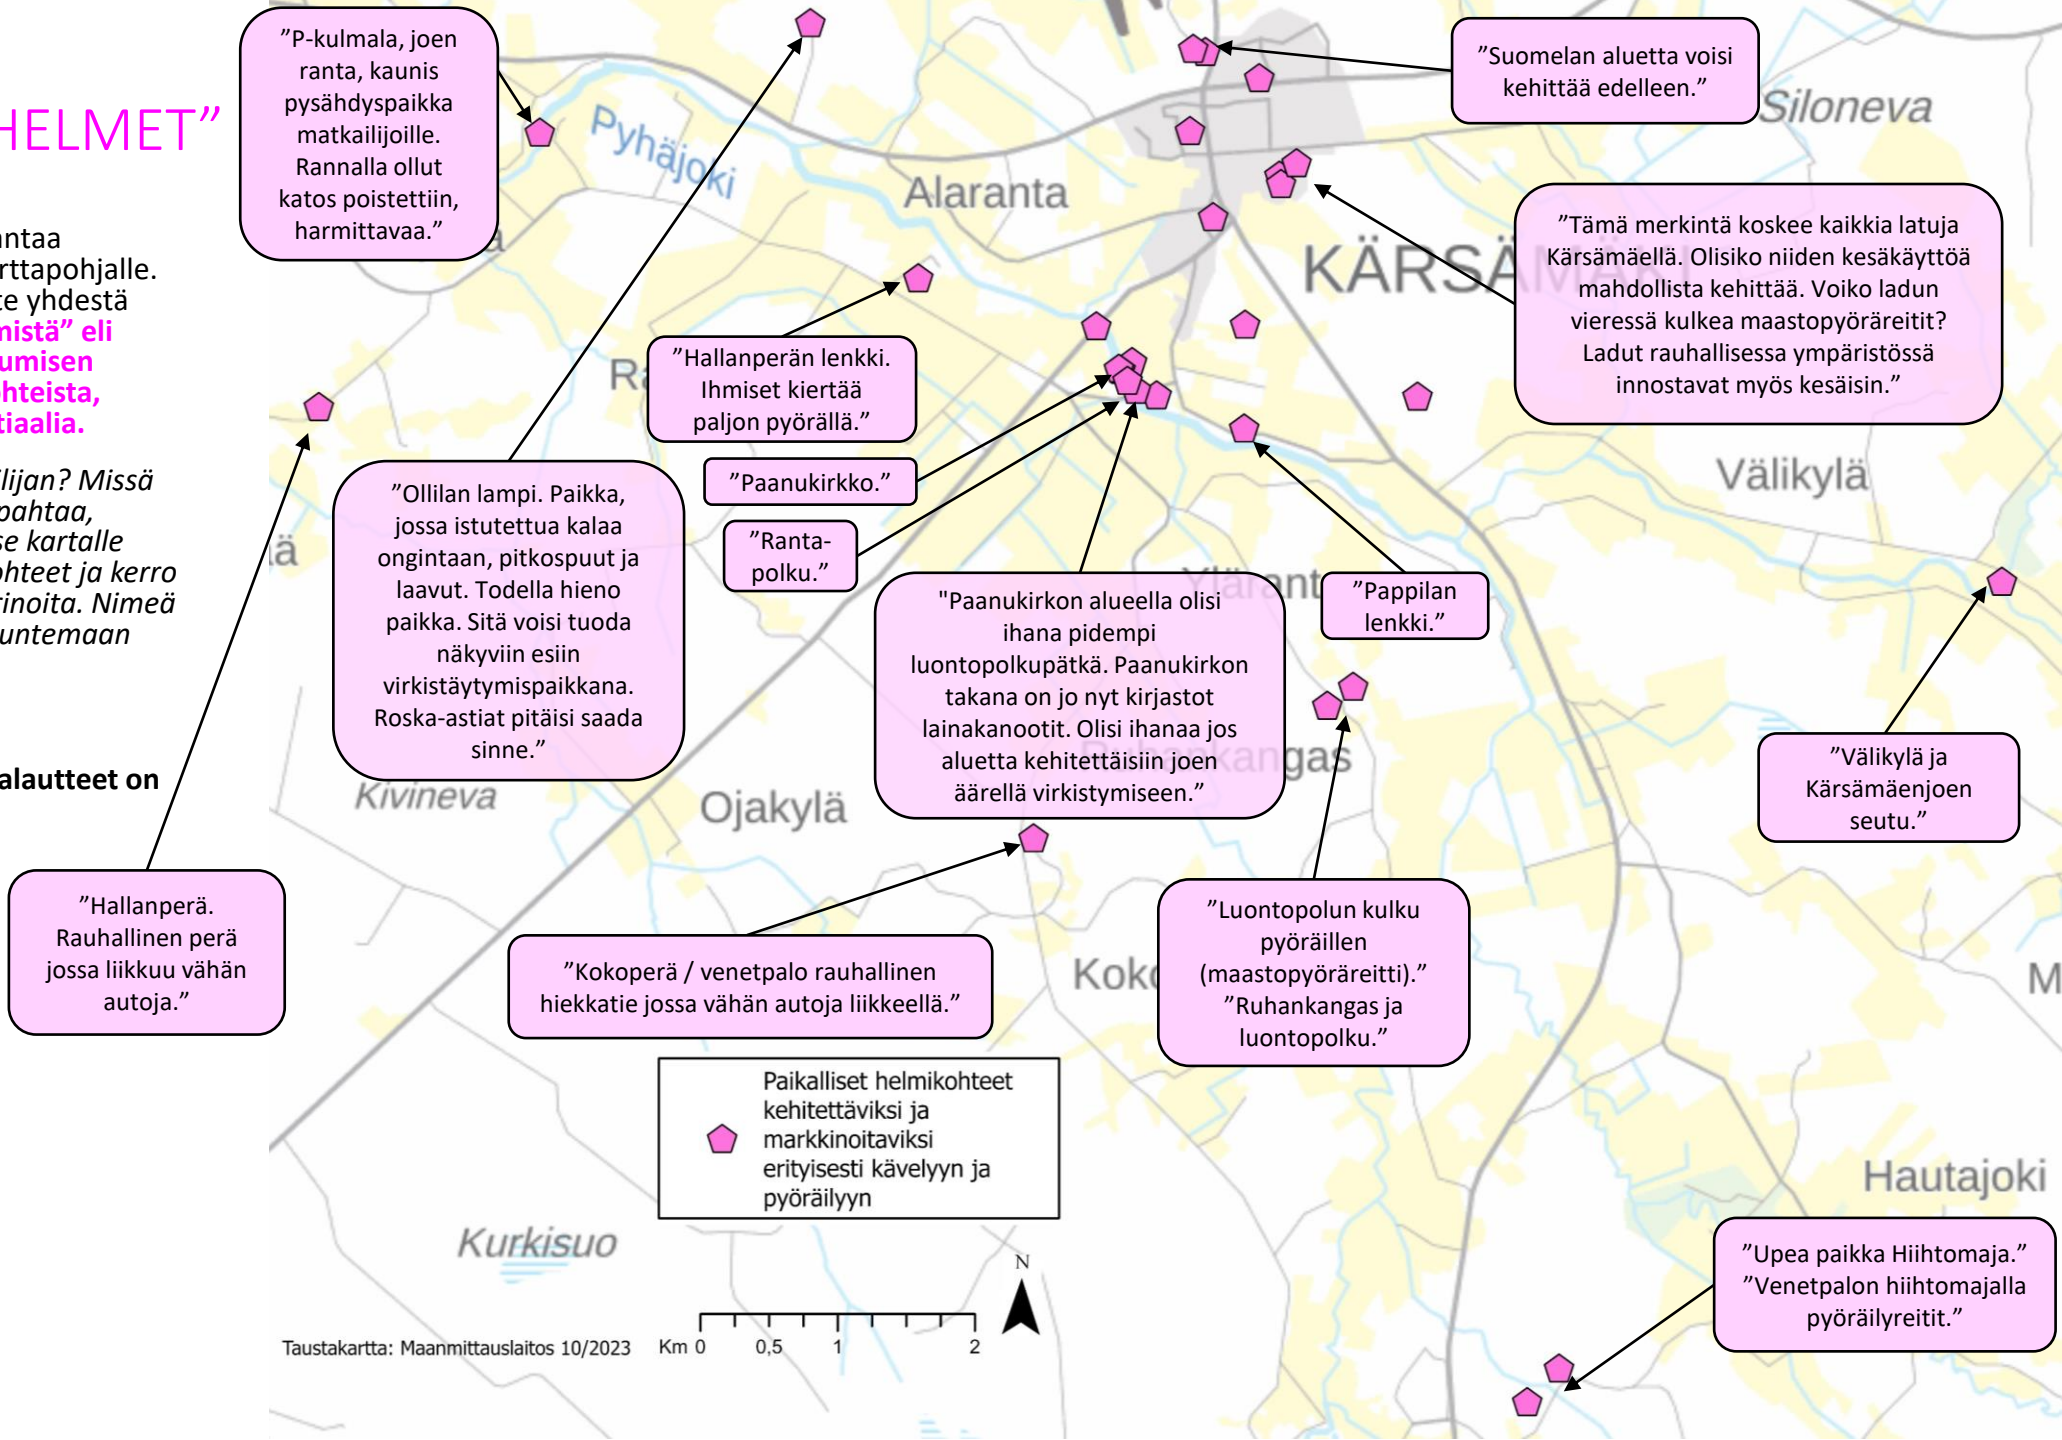 HELMET”
antaa
rttapohjalle.
te yhdestä
mistä” eli
umisen
ohteista,
tiaalia.
lijan? Missä
pahtaa,
se kartalle
ohteet ja kerro
rinoita. Nimeä
untemaan
alautteet on
”P-kulmala, joen
ranta, kaunis
pysähdyspaikka
matkailijoille.
Rannalla ollut
katos poistettiin,
harmittavaa.”
”Suomelan aluetta voisi
kehittää edelleen.”
Siloneva
Pyhäjoki
Alaranta
KÄRSÄMÄKI
”Tämä merkintä koskee kaikkia latuja
Kärsämäellä. Olisiko niiden kesäkäyttöä
mahdollista kehittää. Voiko ladun
vieressä kulkea maastopyöräreitit?
Ladut rauhallisessa ympäristössä
innostavat myös kesäisin.”
”Hallanperän lenkki.
Ihmiset kiertää
paljon pyörällä.”
”Paanukirkko.”
”Ranta-
polku.”
Välikylä
”Ollilan lampi. Paikka,
jossa istutettua kalaa
ongintaan, pitkospuut ja
laavut. Todella hieno
paikka. Sitä voisi tuoda
näkyviin esiin
virkistäytymispaikkana.
Roska-astiat pitäisi saada
sinne.”
ä
Ylärant
”Pappilan
lenkki.”
"Paanukirkon alueella olisi
ihana pidempi
luontopolkupätkä. Paanukirkon
takana on jo nyt kirjastot
lainakanootit. Olisi ihanaa jos
aluetta kehitettäisiin joen
äärellä virkistymiseen.”
Ruhankangas
Kivineva
Ojakylä
”Välikylä ja
Kärsämäenjoen
seutu.”
”Hallanperä.
Rauhallinen perä
jossa liikkuu vähän
autoja.”
”Kokoperä / venetpalo rauhallinen
hiekkatie jossa vähän autoja liikkeellä.”
Koko
”Luontopolun kulku
pyöräillen
(maastopyöräreitti).”
”Ruhankangas ja
luontopolku.”
M
Paikalliset helmikohteet
kehitettäviksi ja
markkinoitaviksi
erityisesti kävelyyn ja
pyöräilyyn
Hautajoki
Kurkisuo
”Upea paikka Hiihtomaja.”
”Venetpalon hiihtomajalla
pyöräilyreitit.”
N
Taustakartta: Maanmittauslaitos 10/2023
Km 0 0,5 1 2